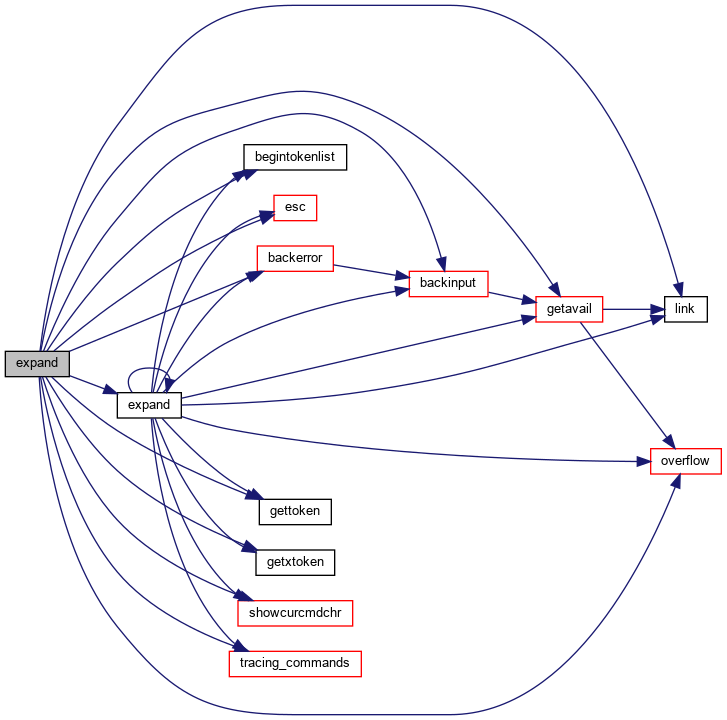 begintokenlist
esc
backerror
backinput
getavail
link
expand
expand
overflow
gettoken
getxtoken
showcurcmdchr
tracing_commands